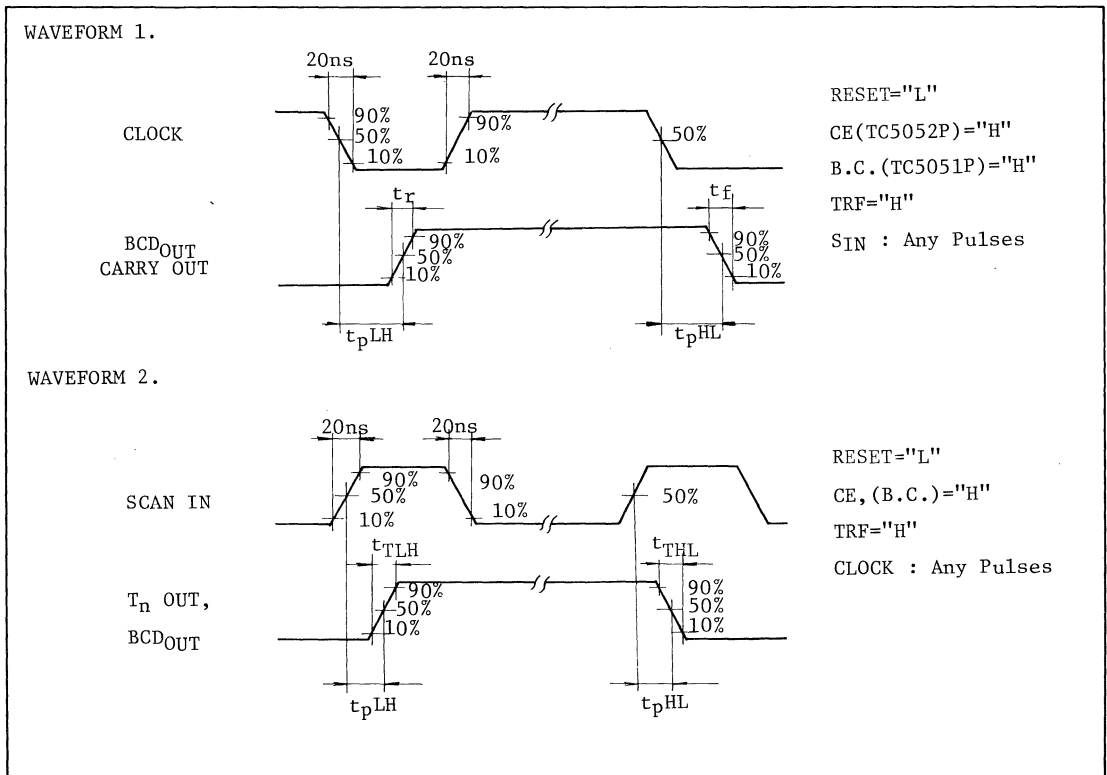 WAVEFORM 1.
20ns 20ns
CLOCK
90%
50%
10%
90%
10%
50%
RESET="L"
CE(TC5052P)="H"
B.C.(TC5051P)="H"
TRF="H"
SIN : Any Pulses
tr
tf
BCDOUT
CARRY OUT
90%
50%
10%
90%
50%
10%
tpLH
tpHL
WAVEFORM 2.
20ns 20ns
SCAN IN
90%
50%
10%
90%
10%
50%
RESET="L"
CE,(B.C.)="H"
TRF="H"
CLOCK : Any Pulses
tTLH
tTHL
Tn OUT,
BCDOUT
90%
50%
10%
90%
50%
10%
tpLH
tpHL